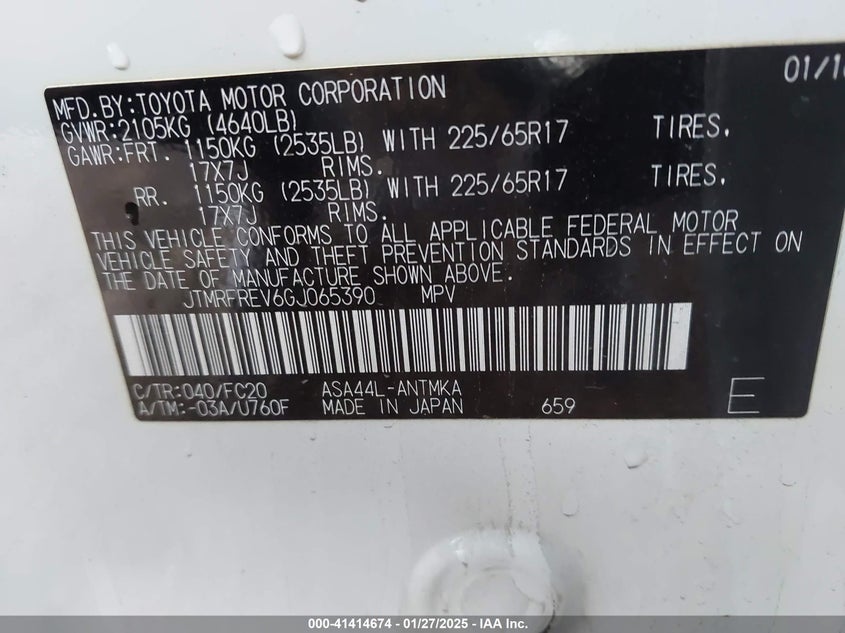 01/16
MFD.BY:TOYOTA MOTOR CORPORATION
GVWR:2105KG (4640LB)
GAWR:FRT. 1150KG (2535LB) WITH 225/65R17 TIRES,
17X7J RIMS.
RR. 1150KG (2535LB) WITH 225/65R17 TIRES,
17X7J RIMS.
THIS VEHICLE CONFORMS TO ALL APPLICABLE FEDERAL MOTOR
VEHICLE SAFETY AND THEFT PREVENTION STANDARDS IN EFFECT ON
THE DATE OF MANUFACTURE SHOWN ABOVE.
JTMRFREV6GJ065390 MPV
C/TR:040/FC20 ASA44L-ANTMKA
A/TM:-03A/U760F MADE IN JAPAN 659 E
000-41414674 - 01/27/2025 - IAA Inc.